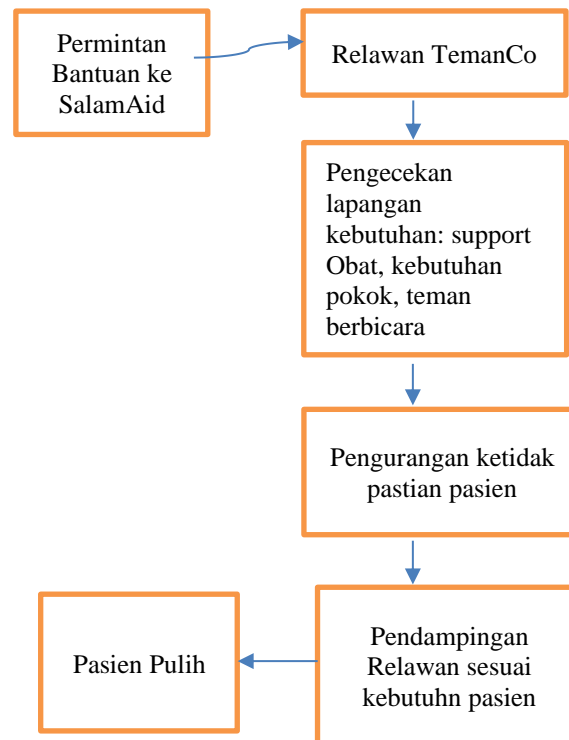 Permintan
Bantuan ke
SalamAid
Relawan TemanCo
Pengecekan
lapangan
kebutuhan: support
Obat, kebutuhan
pokok, teman
berbicara
Pengurangan ketidak
pastian pasien
Pendampingan
Relawan sesuai
kebutuhn pasien
Pasien Pulih